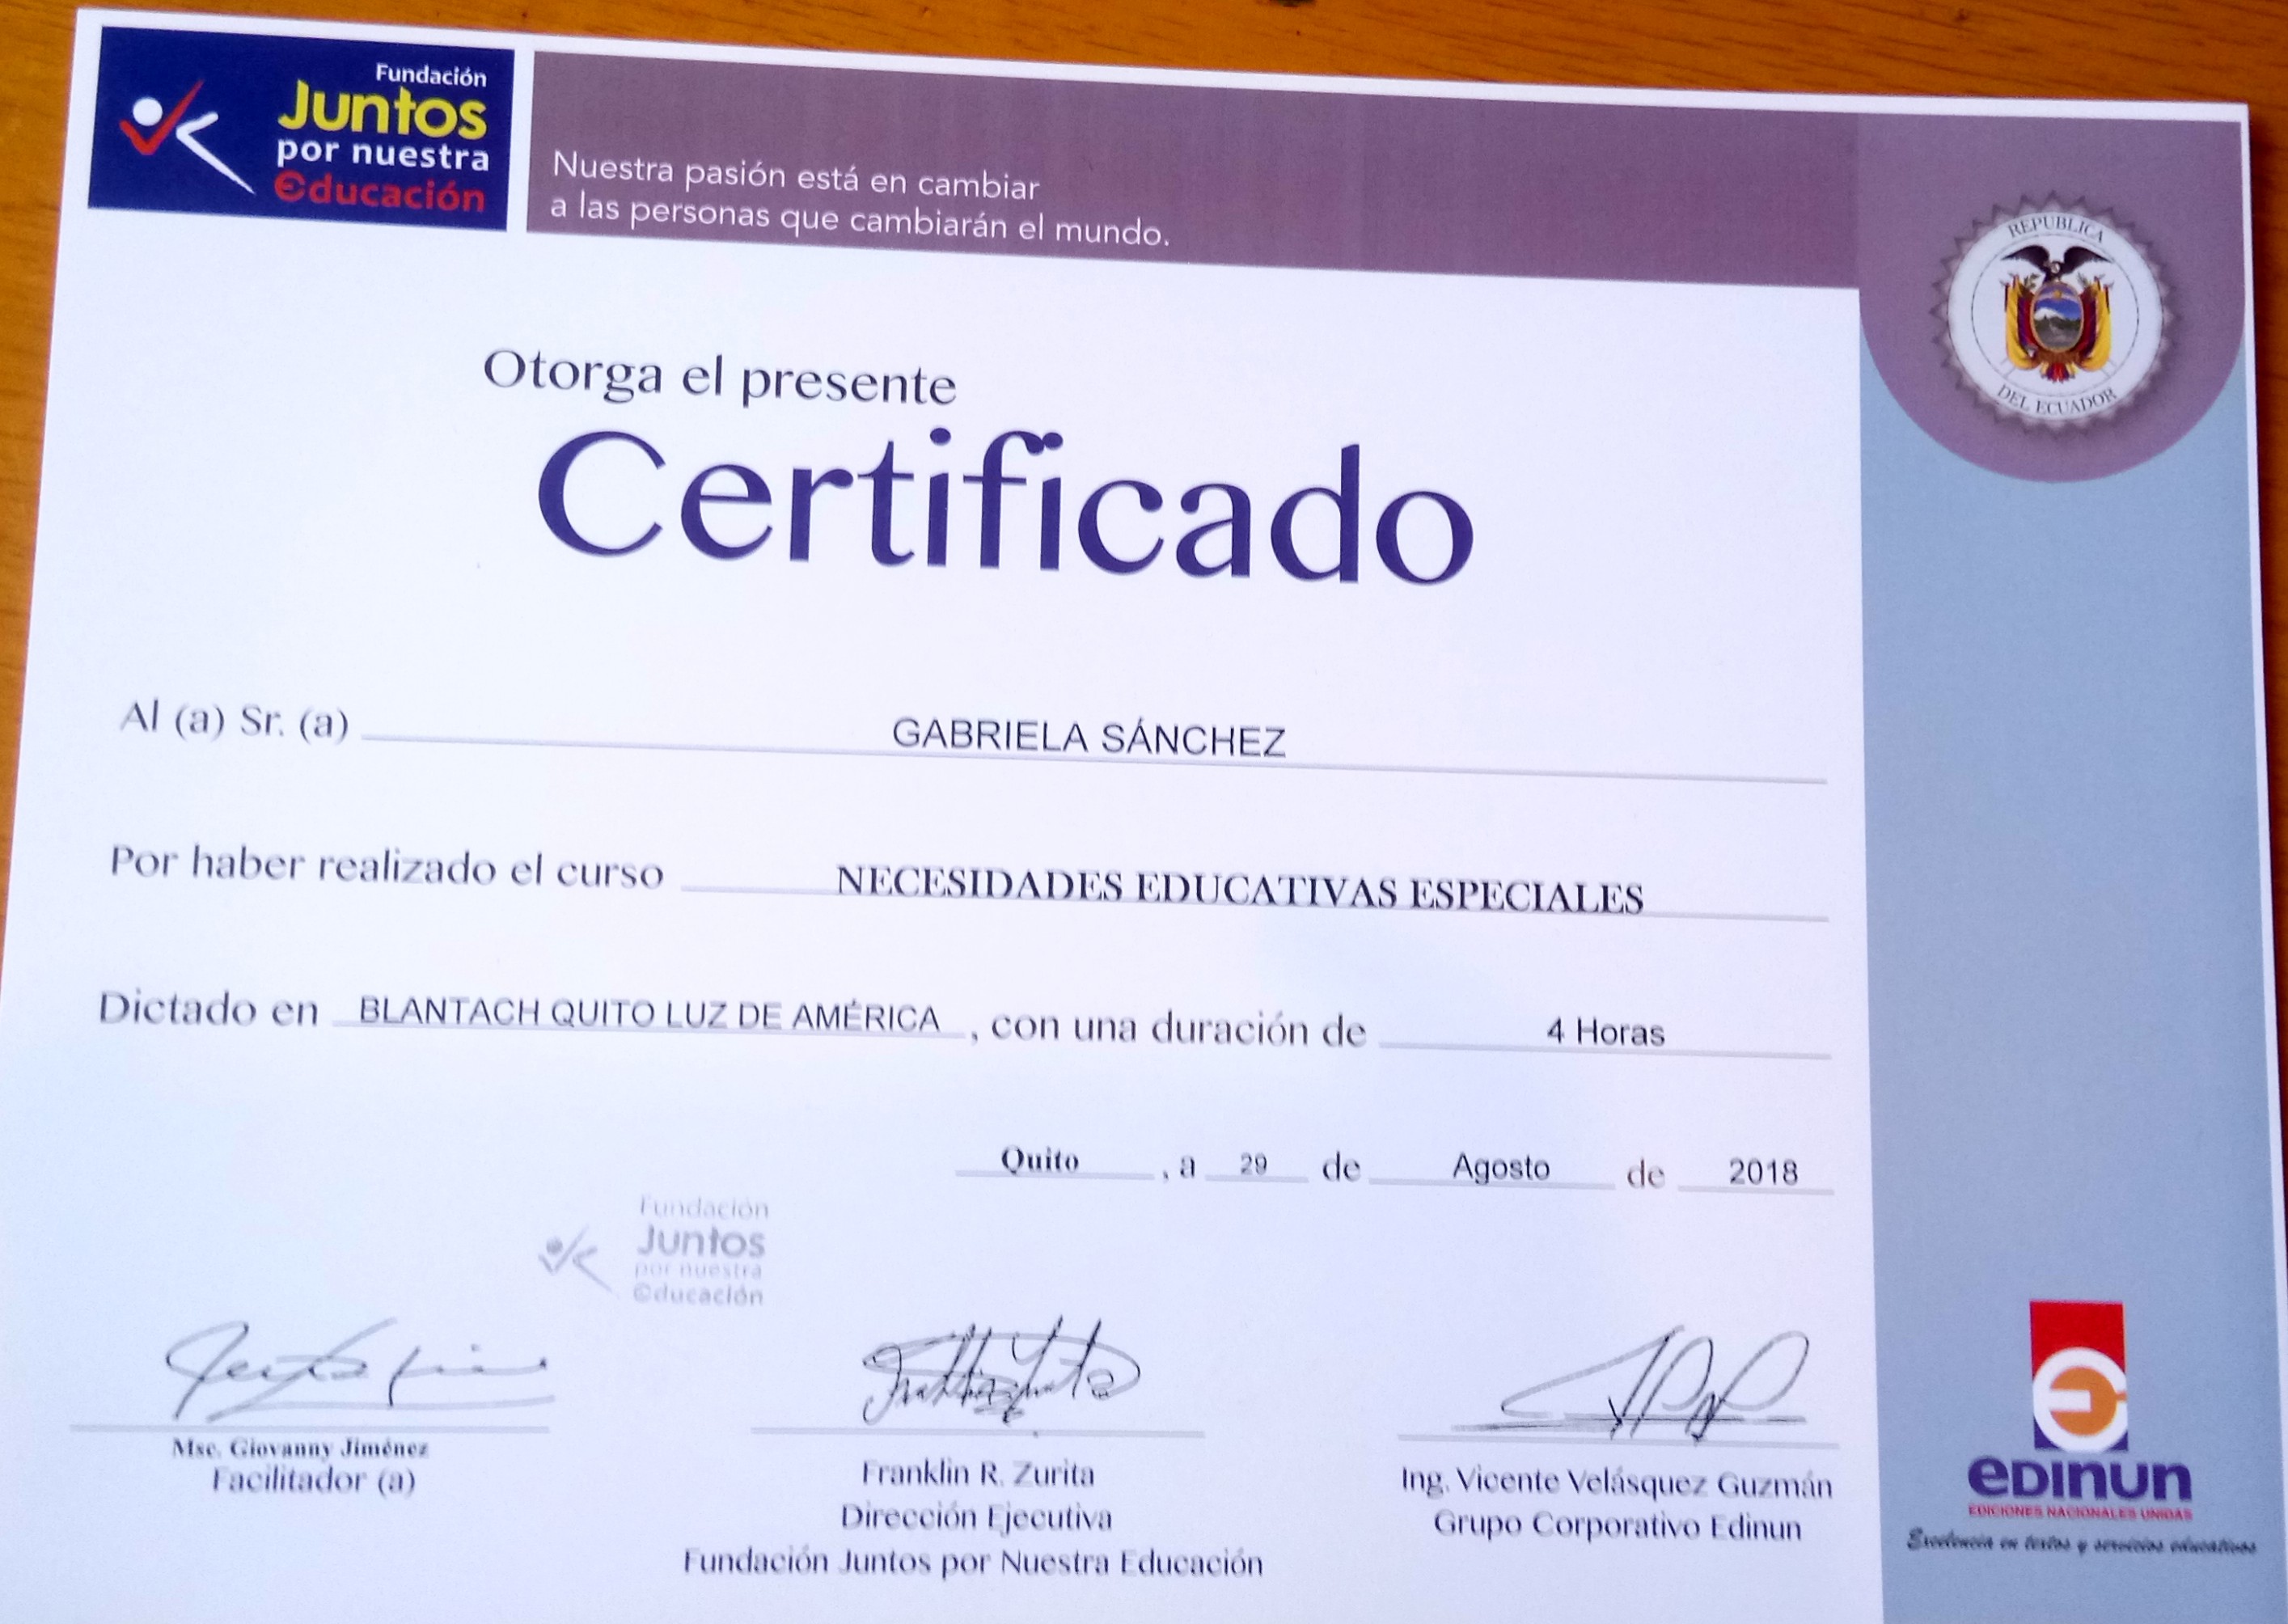 Fundación
Juntos
por nuestra
Educación
Nuestra pasión está en cambiar
a las personas que cambiarán el mundo.
REPUBLICA
DEL ECUADOR
Otorga el presente
Certificado
Al (a) Sr. (a) GABRIELA SÁNCHEZ
Por haber realizado el curso NECESIDADES EDUCATIVAS ESPECIALES
Dictado en BLANTACH QUITO LUZ DE AMÉRICA , con una duración de 4 Horas
Quito , a 29 de Agosto de 2018
Fundación
Juntos
por nuestra
Educación
Msc. Giovanny Jiménez
Facilitador (a)
Franklin R. Zurita
Dirección Ejecutiva
Fundación Juntos por Nuestra Educación
Ing. Vicente Velásquez Guzmán
Grupo Corporativo Edinun
eDINUN
EDICIONES NACIONALES UNIDAS
Excelencia en textos y servicios educativos